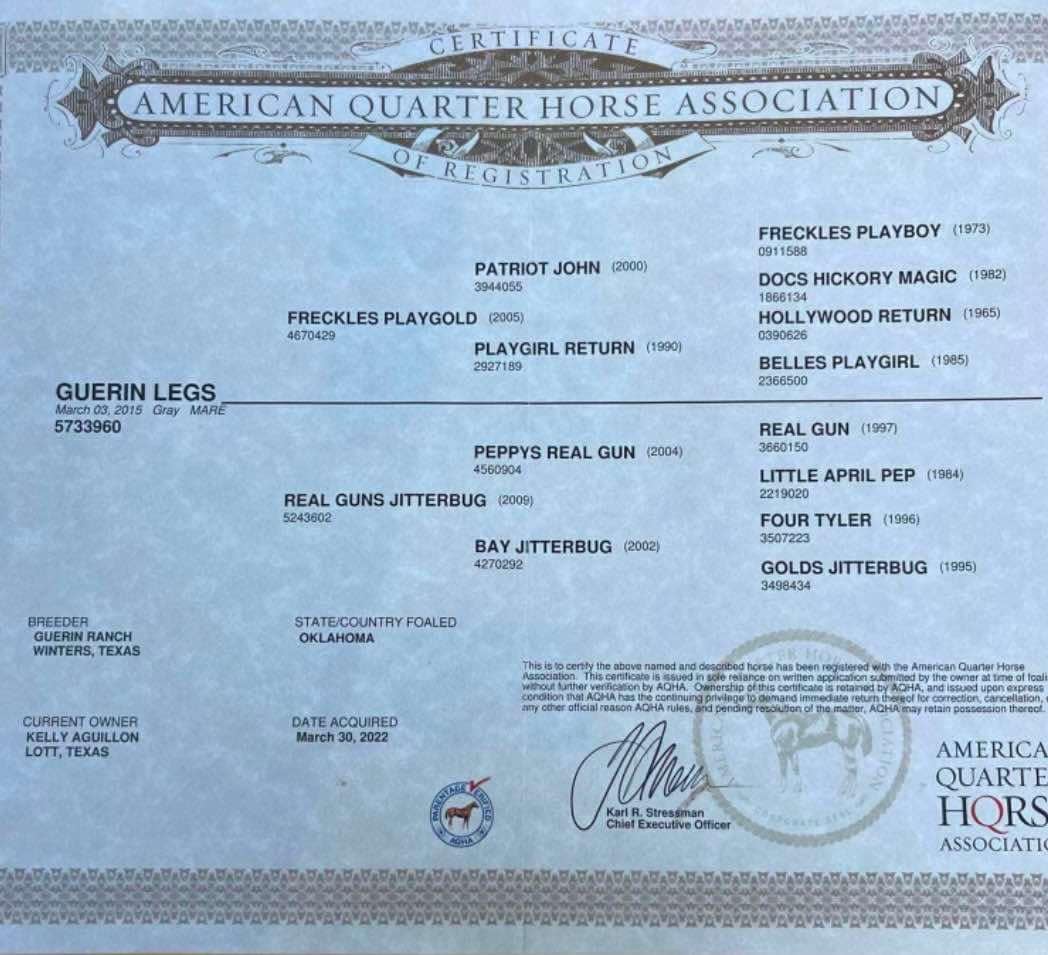 CERTIFICATE
AMERICAN QUARTER HORSE ASSOCIATION
OF REGISTRATION
FRECKLES PLAYBOY (1973)
0911588
PATRIOT JOHN (2000)
3944055
DOCS HICKORY MAGIC (1982)
1866134
FRECKLES PLAYGOLD (2005)
4670429
HOLLYWOOD RETURN (1965)
0390626
PLAYGIRL RETURN (1990)
2927189
BELLES PLAYGIRL (1985)
2366500
GUERIN LEGS
March 03, 2015 Gray MARE
5733960
REAL GUN (1997)
3660150
PEPPYS REAL GUN (2004)
4560904
LITTLE APRIL PEP (1984)
2219020
REAL GUNS JITTERBUG (2009)
5243602
FOUR TYLER (1996)
3507223
BAY JITTERBUG (2002)
4270292
GOLDS JITTERBUG (1995)
3498434
BREEDER
GUERIN RANCH
WINTERS, TEXAS
STATE/COUNTRY FOALED
OKLAHOMA
This is to certify the above named and described horse has been registered with the American Quarter Horse
Association. This certificate is issued in sole reliance on written application submitted by the owner at time of foali
without further verification by AQHA. Ownership of this certificate is retained by AQHA, and issued upon express
condition that AQHA has the continuing privilege to demand immediate return thereof for correction, cancellation,
any other official reason AQHA rules, and pending resolution of the matter, AQHA may retain possession thereof.
CURRENT OWNER
KELLY AGUILLON
LOTT, TEXAS
DATE ACQUIRED
March 30, 2022
PARENTAGE VERIFIED
AQHA
Karl R. Stressman
Chief Executive Officer
CORPORATE SEAL
AMERICA
QUARTE
HORS
ASSOCIATIO